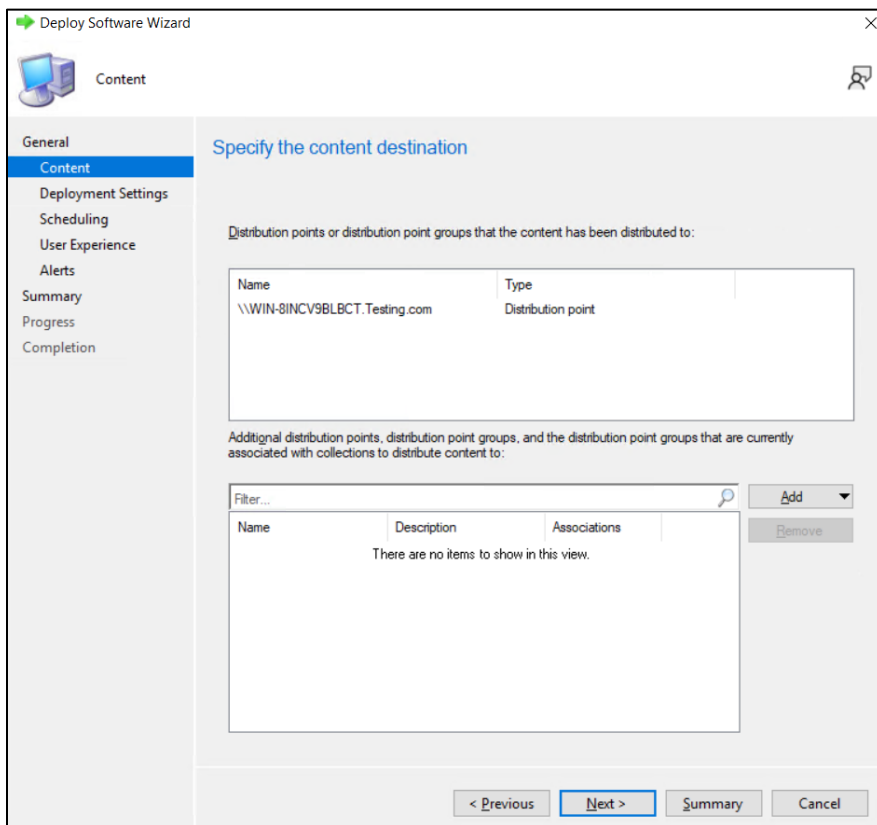 Deploy Software Wizard
Content
General
Content
Deployment Settings
Scheduling
User Experience
Alerts
Summary
Progress
Completion
Specify the content destination
Distribution points or distribution point groups that the content has been distributed to:
Name Type
\\WIN-8INCV9BLBCT.Testing.com Distribution point
Additional distribution points, distribution point groups, and the distribution point groups that are currently
associated with collections to distribute content to:
Filter...
Add
Remove
Name Description Associations
There are no items to show in this view.
< Previous Next > Summary Cancel